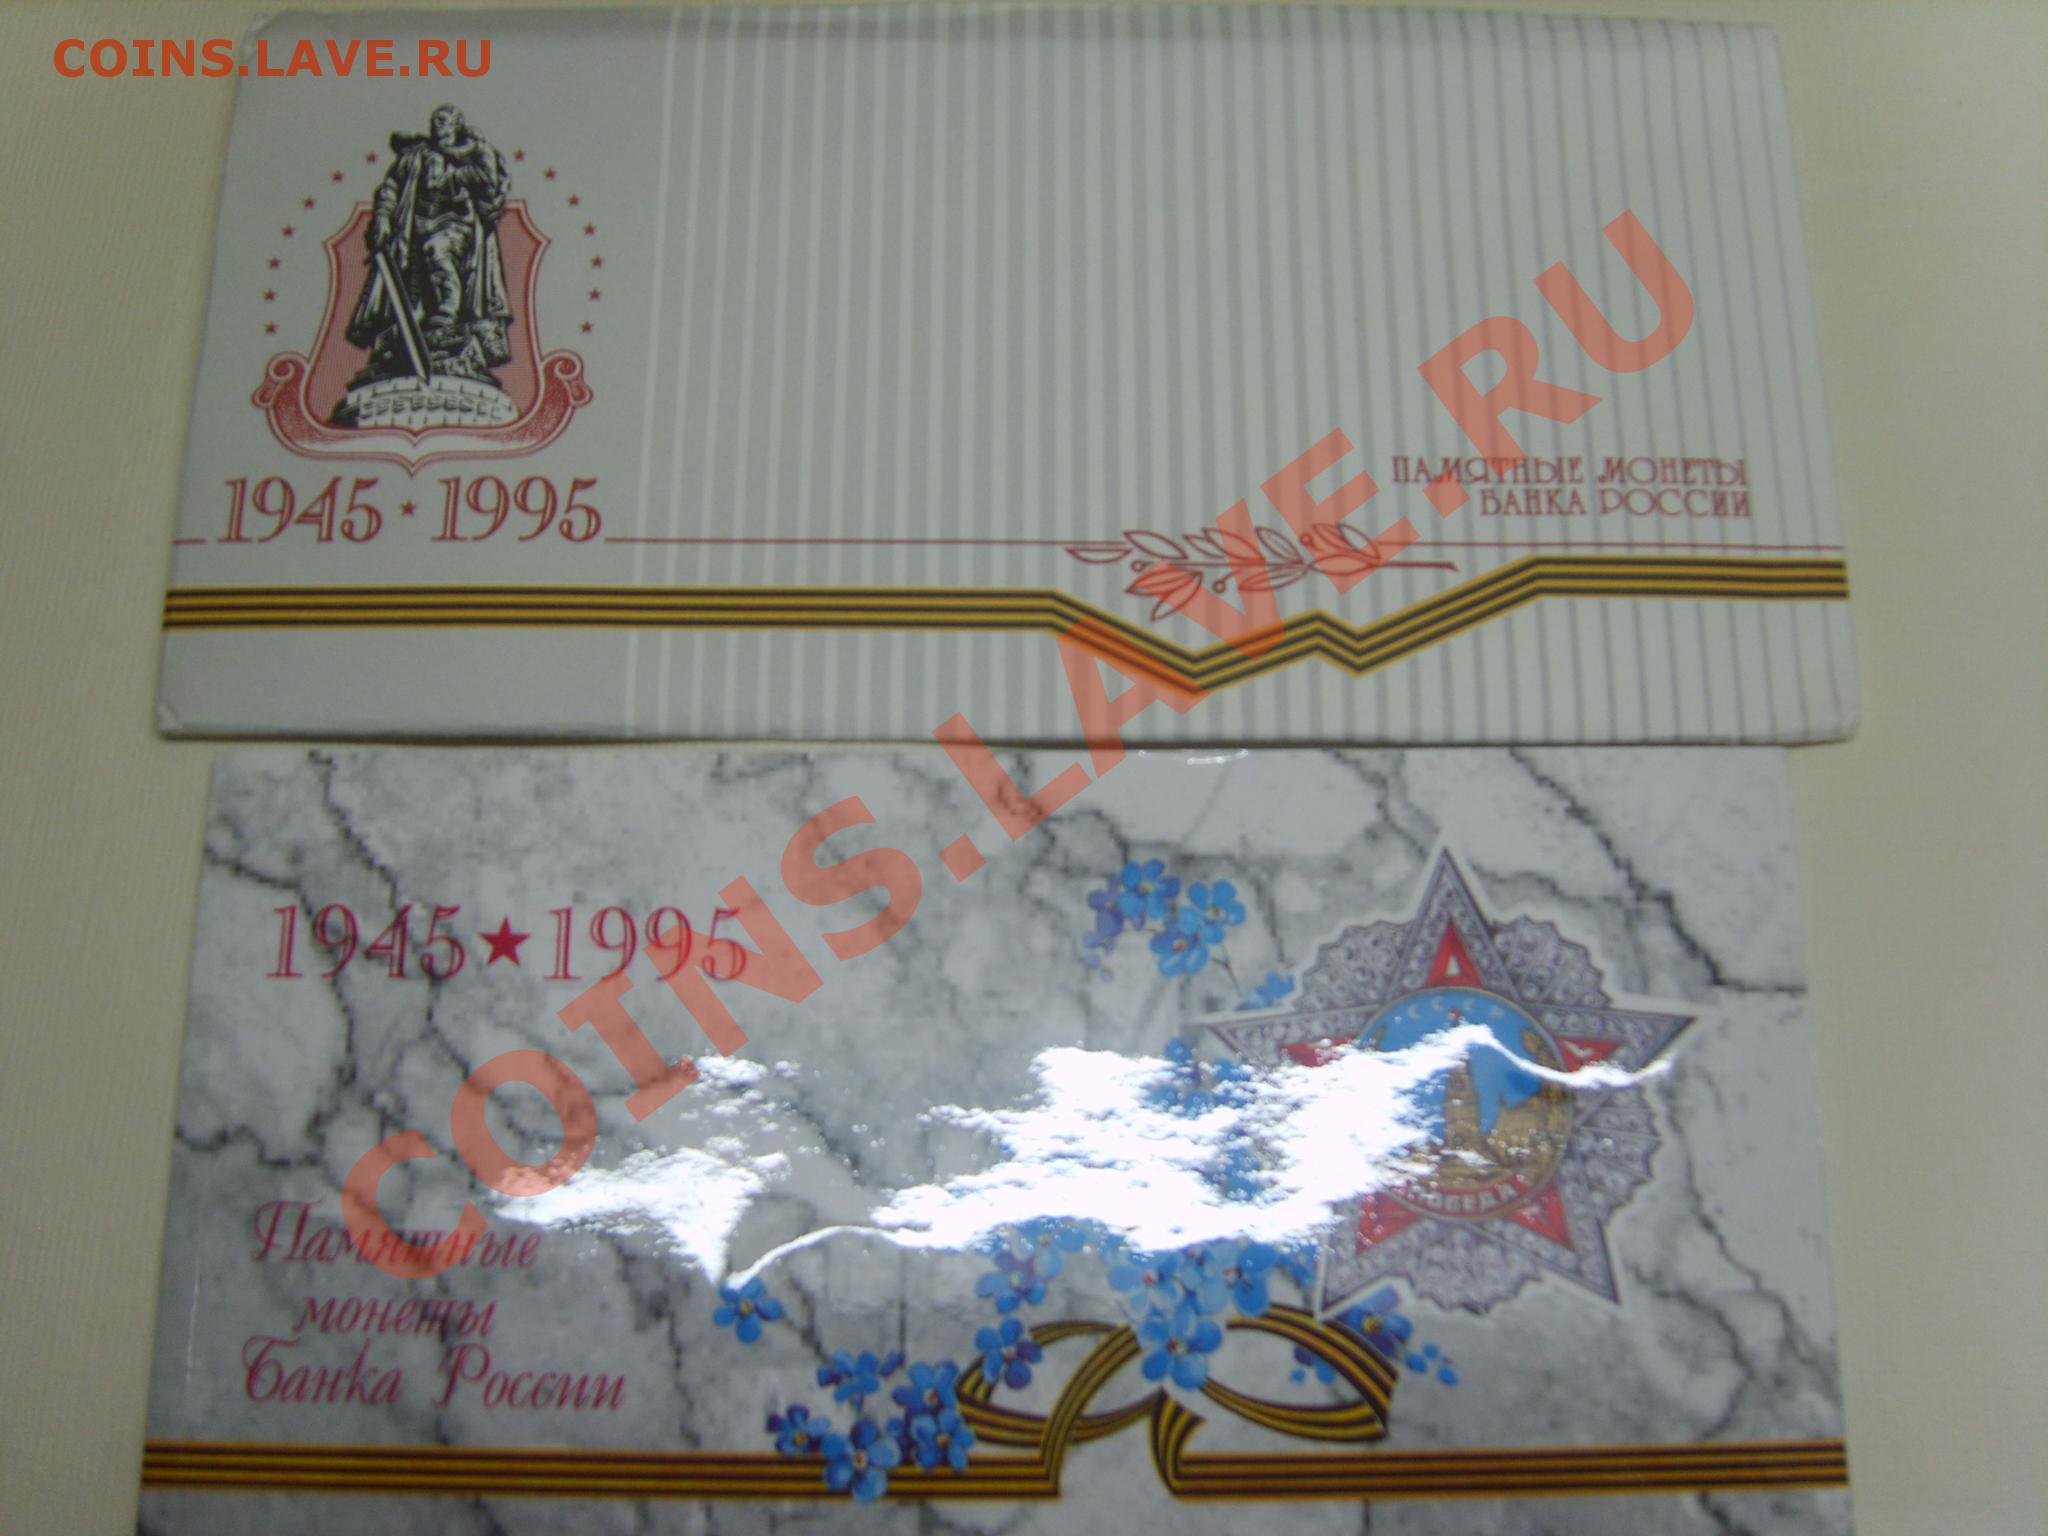 COINS.LAVE.RU
1945 ★ 1995
ПАМЯТНЫЕ МОНЕТЫ
БАНКА РОССИИ
COINS.LAVE.RU
1945★1995
СССР
ПОБЕДА
Памятные
монеты
Банка России